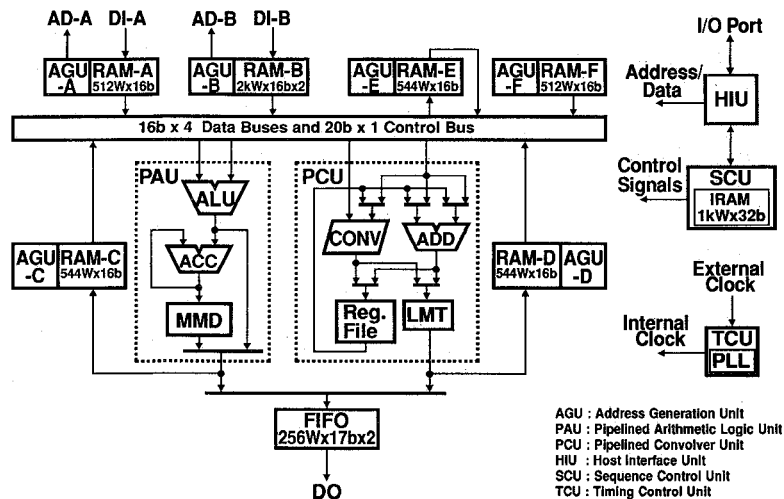 AD-A DI-A AD-B DI-B
AGU-A RAM-A 512Wx16b
AGU-B RAM-B 2kWx16bx2
AGU-E RAM-E 544Wx16b
AGU-F RAM-F 512Wx16b
16b x 4 Data Buses and 20b x 1 Control Bus
PAU
ALU
ACC
MMD
PCU
CONV
ADD
Reg. File
LMT
AGU-C RAM-C 544Wx16b
RAM-D 544Wx16b AGU-D
FIFO
256Wx17bx2
DO
I/O Port
Address/
Data
HIU
Control
Signals
SCU
IRAM
1kWx32b
External
Clock
Internal
Clock
TCU
PLL
AGU : Address Generation Unit
PAU : Pipelined Arithmetic Logic Unit
PCU : Pipelined Convolver Unit
HIU : Host Interface Unit
SCU : Sequence Control Unit
TCU : Timing Control Unit